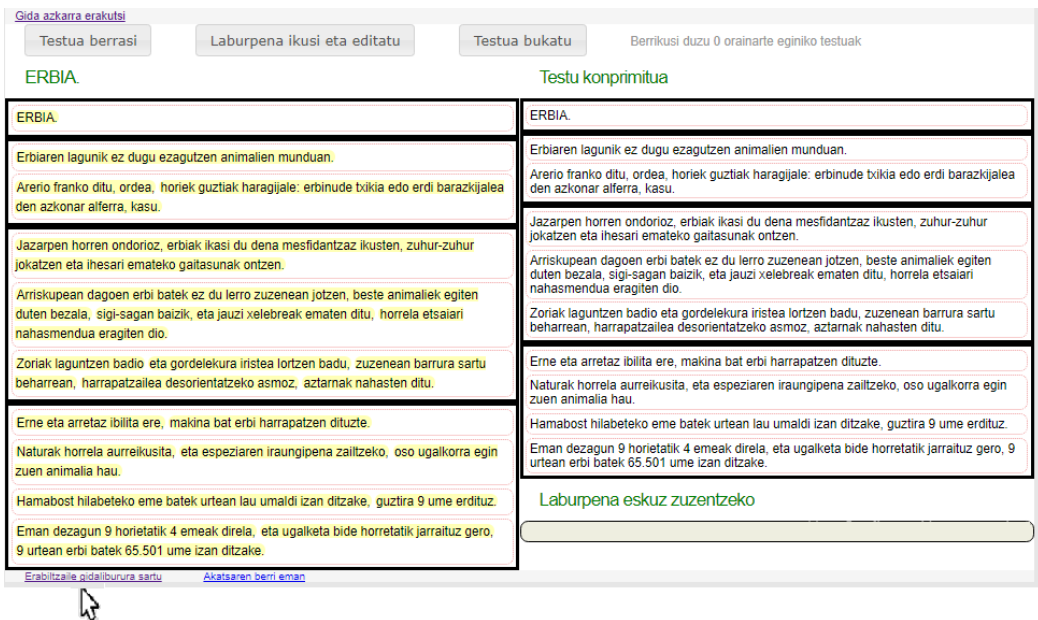 Gida azkarra erakutsi
Testua berrasi
Laburpena ikusi eta editatu
Testua bukatu
Berrikusi duzu 0 orainarte eginiko testuak
ERBIA.
ERBIA.
Erbiaren lagunik ez dugu ezagutzen animalien munduan.
Arerio franko ditu, ordea, horiek guztiak haragijale: erbinude txikia edo erdi barazkijalea
den azkonar alferra, kasu.
Jazarpen horren ondorioz, erbiak ikasi du dena mesfidantzaz ikusten, zuhur-zuhur
jokatzen eta ihesari emateko gaitasunak ontzen.
Arriskupean dagoen erbi batek ez du lerro zuzenean jotzen, beste animaliek egiten
duten bezala, sigi-sagan baizik, eta jauzi xelebreak ematen ditu, horrela etsaiari
nahasmendua eragiten dio.
Zoriak laguntzen badio eta gordelekura iristea lortzen badu, zuzenean barrura sartu
beharrean, harrapatzailea desorientatzeko asmoz, aztarnak nahasten ditu.
Erne eta arretaz ibilita ere, makina bat erbi harrapatzen dituzte.
Naturak horrela aurreikusita, eta espeziaren iraungipena zailtzeko, oso ugalkorra egin
zuen animalia hau.
Hamabost hilabeteko eme batek urtean lau umaldi izan ditzake, guztira 9 ume erdituz.
Eman dezagun 9 horietatik 4 emeak direla, eta ugalketa bide horretatik jarraituz gero,
9 urtean erbi batek 65.501 ume izan ditzake.
Testu konprimitua
ERBIA.
Erbiaren lagunik ez dugu ezagutzen animalien munduan.
Arerio franko ditu, ordea, horiek guztiak haragijale: erbinude txikia edo erdi barazkijalea
den azkonar alferra, kasu.
Jazarpen horren ondorioz, erbiak ikasi du dena mesfidantzaz ikusten, zuhur-zuhur
jokatzen eta ihesari emateko gaitasunak ontzen.
Arriskupean dagoen erbi batek ez du lerro zuzenean jotzen, beste animaliek egiten
duten bezala, sigi-sagan baizik, eta jauzi xelebreak ematen ditu, horrela etsaiari
nahasmendua eragiten dio.
Zoriak laguntzen badio eta gordelekura iristea lortzen badu, zuzenean barrura sartu
beharrean, harrapatzailea desorientatzeko asmoz, aztarnak nahasten ditu.
Erne eta arretaz ibilita ere, makina bat erbi harrapatzen dituzte.
Naturak horrela aurreikusita, eta espeziaren iraungipena zailtzeko, oso ugalkorra egin
zuen animalia hau.
Hamabost hilabeteko eme batek urtean lau umaldi izan ditzake, guztira 9 ume erdituz.
Eman dezagun 9 horietatik 4 emeak direla, eta ugalketa bide horretatik jarraituz gero, 9
urtean erbi batek 65.501 ume izan ditzake.
Laburpena eskuz zuzentzeko
Erabiltzaile gidaliburura sartu
Akatsaren berri eman